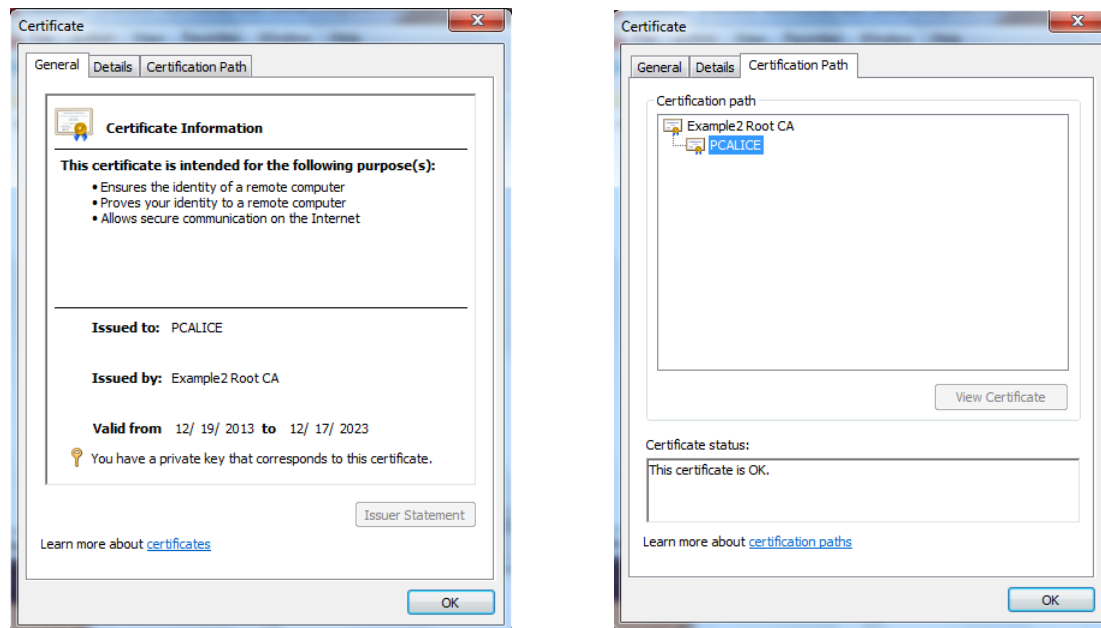 Certificate
General Details Certification Path
Certificate Information
This certificate is intended for the following purpose(s):
• Ensures the identity of a remote computer
• Proves your identity to a remote computer
• Allows secure communication on the Internet
Issued to: PCALICE
Issued by: Example2 Root CA
Valid from 12/ 19/ 2013 to 12/ 17/ 2023
You have a private key that corresponds to this certificate.
Issuer Statement
Learn more about certificates
OK
Certificate
General Details Certification Path
Certification path
Example2 Root CA
PCALICE
View Certificate
Certificate status:
This certificate is OK.
Learn more about certification paths
OK